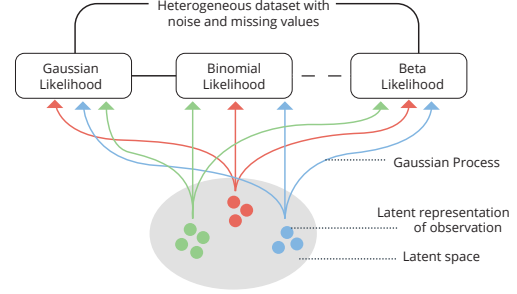 Heterogeneous dataset with
noise and missing values
Gaussian
Likelihood
Binomial
Likelihood
Beta
Likelihood
Gaussian Process
Latent representation
of observation
Latent space